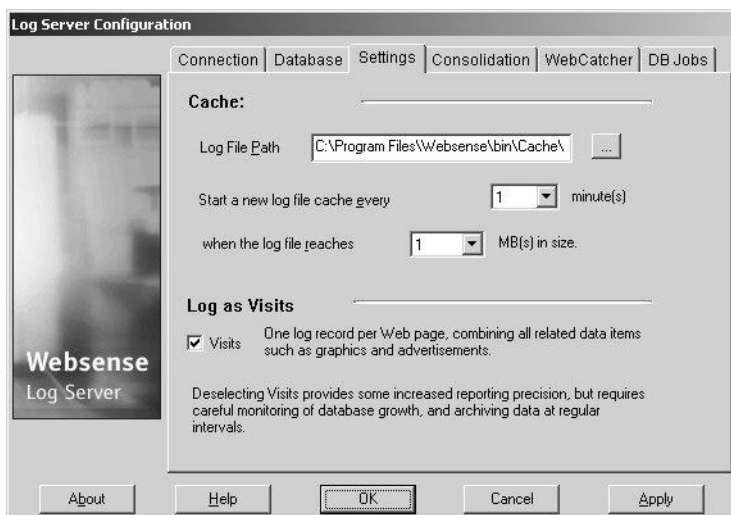 Log Server Configuration
Connection Database Settings Consolidation WebCatcher DB Jobs
Cache:
Log File Path C:\Program Files\Websense\bin\Cache\ ...
Start a new log file cache every 1 minute(s)
when the log file reaches 1 MB(s) in size.
Log as Visits
Visits One log record per Web page, combining all related data items
such as graphics and advertisements.
Websense
Log Server
Deselecting Visits provides some increased reporting precision, but requires
careful monitoring of database growth, and archiving data at regular
intervals.
About Help OK Cancel Apply